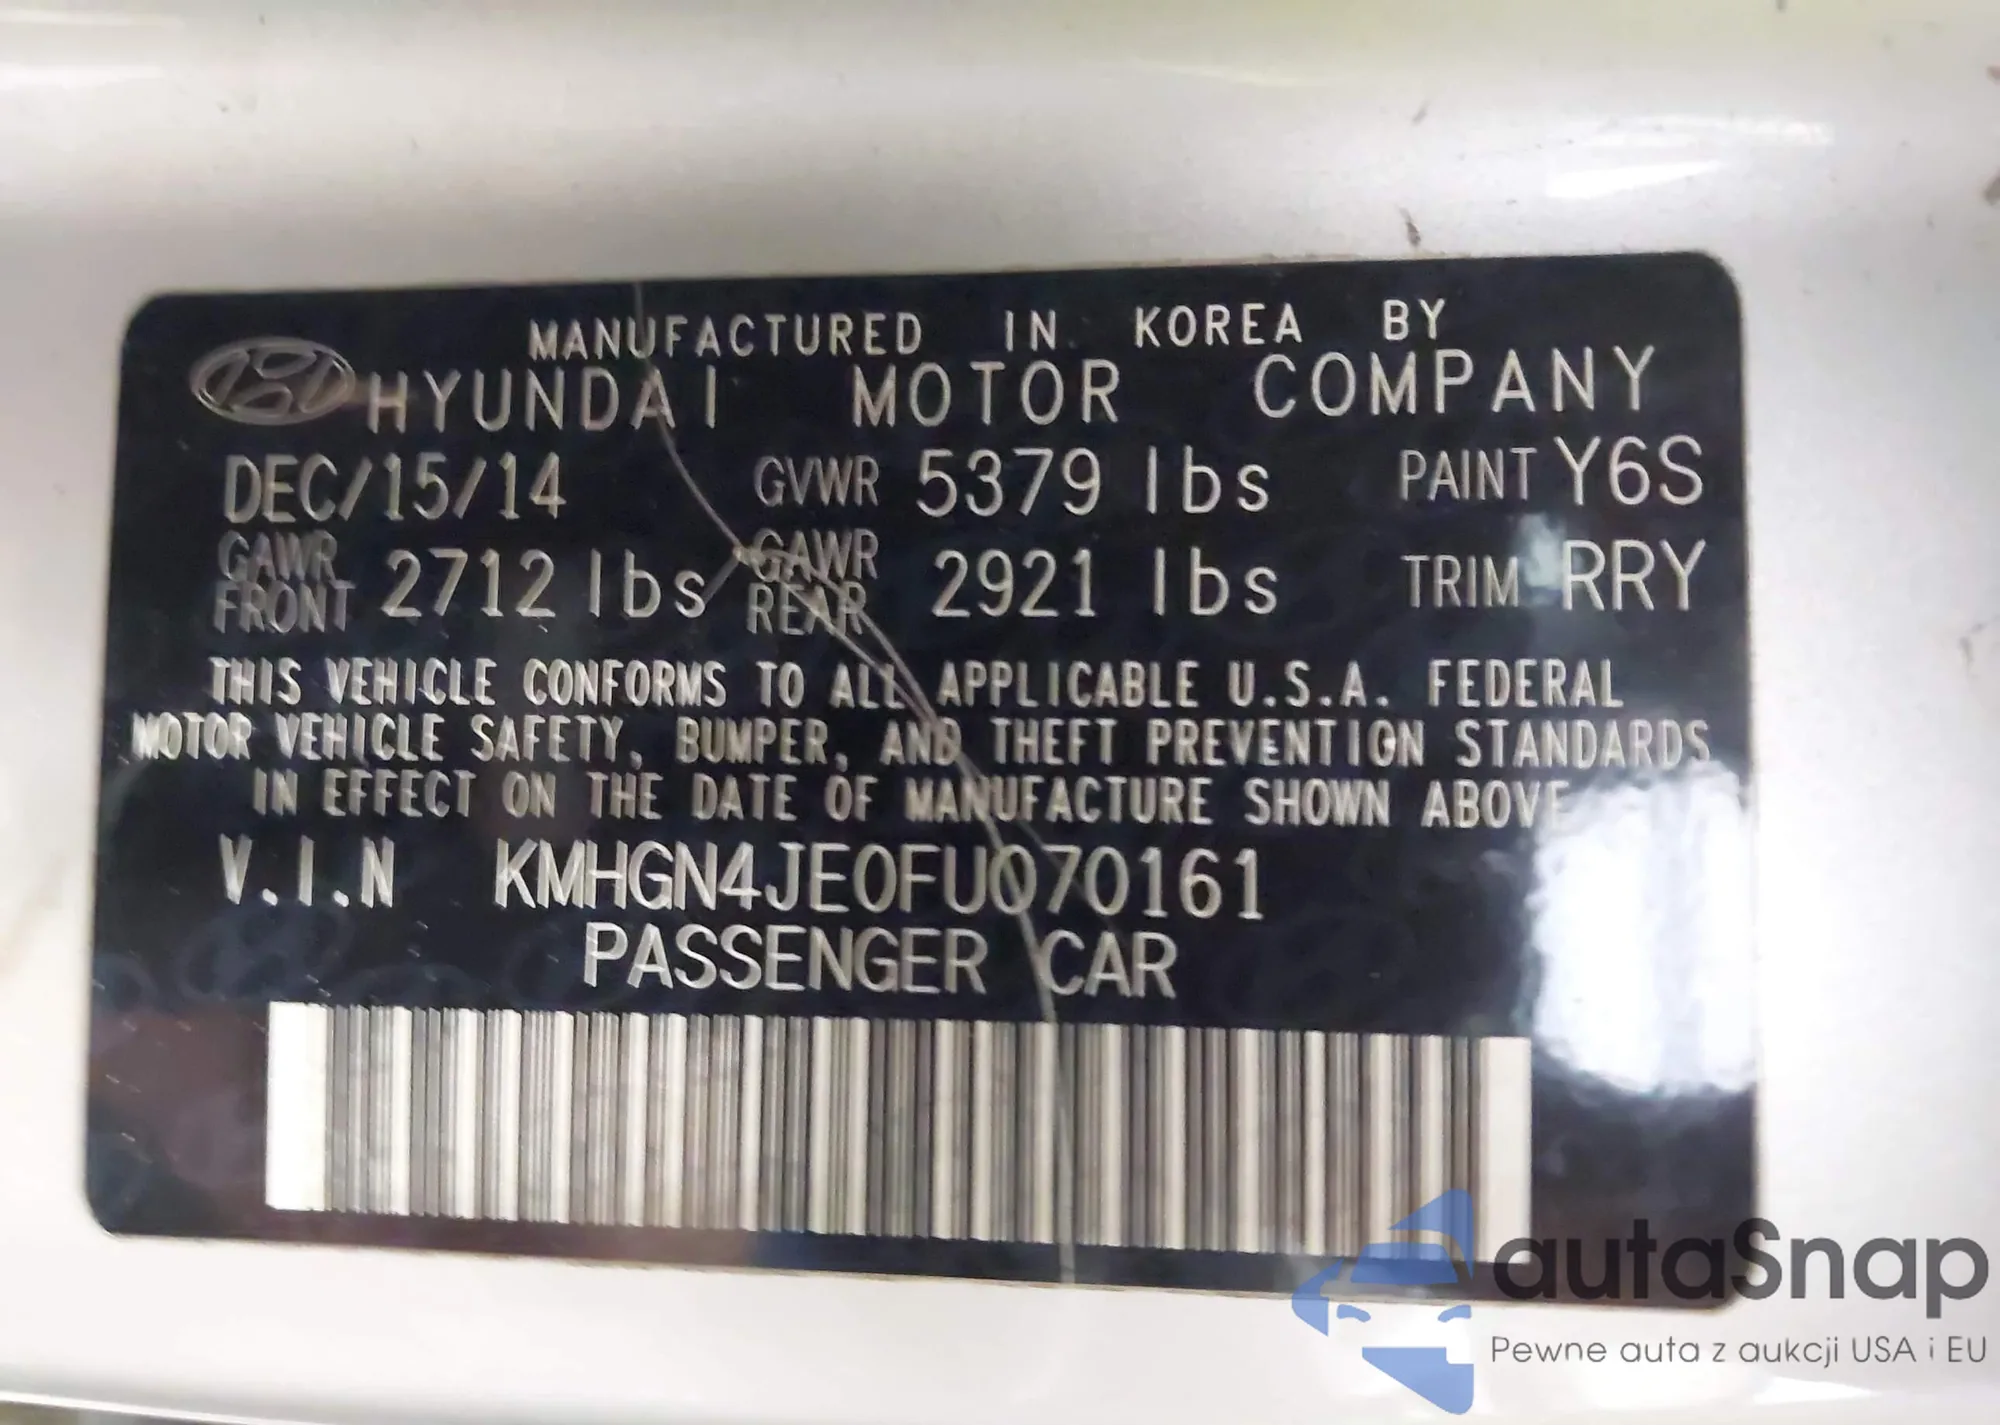 MANUFACTURED IN KOREA BY
HYUNDAI MOTOR COMPANY
DEC/15/14 GVWR 5379 lbs PAINT Y6S
GAWR FRONT 2712 lbs GAWR REAR 2921 lbs TRIM RRY
THIS VEHICLE CONFORMS TO ALL APPLICABLE U.S.A. FEDERAL
MOTOR VEHICLE SAFETY, BUMPER, AND THEFT PREVENTION STANDARDS
IN EFFECT ON THE DATE OF MANUFACTURE SHOWN ABOVE
V.I.N KMHGN4JE0FU070161
PASSENGER CAR
autaSnap
Pewne auta z aukcji USA i EU